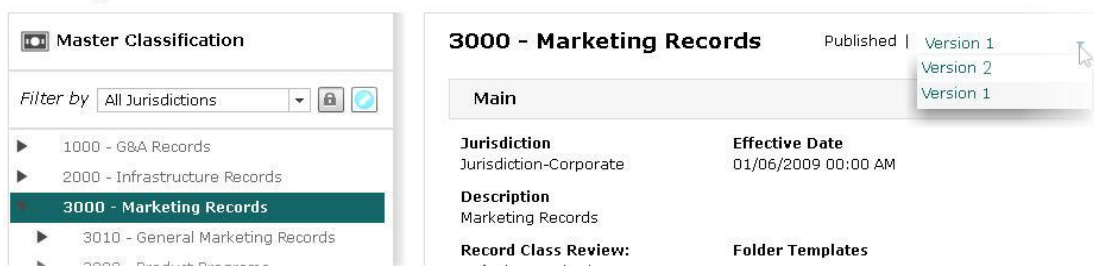 Master Classification
Filter by All Jurisdictions
1000 - G&A Records
2000 - Infrastructure Records
3000 - Marketing Records
3010 - General Marketing Records
3000 - Marketing Records
Published | Version 1
Version 2
Version 1
Main
Jurisdiction
Jurisdiction-Corporate
Effective Date
01/06/2009 00:00 AM
Description
Marketing Records
Record Class Review:
Folder Templates